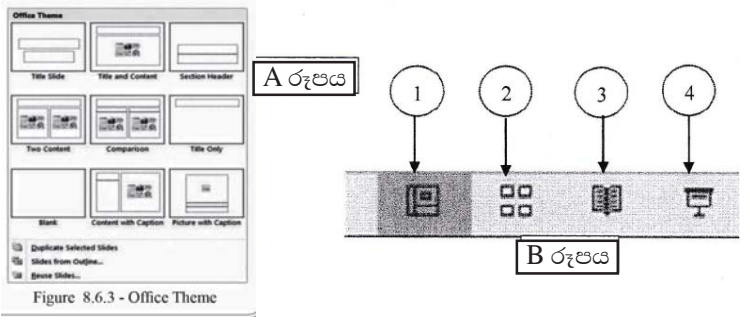 Office Theme
Title Slide
Title and Content
Section Header
Two Content
Comparison
Title Only
Blank
Content with Caption
Picture with Caption
Duplicate Selected Slides
Slides from Outline...
Reuse Slides...
Figure 8.6.3 - Office Theme
A රූපය
1
2
3
4
B රූපය